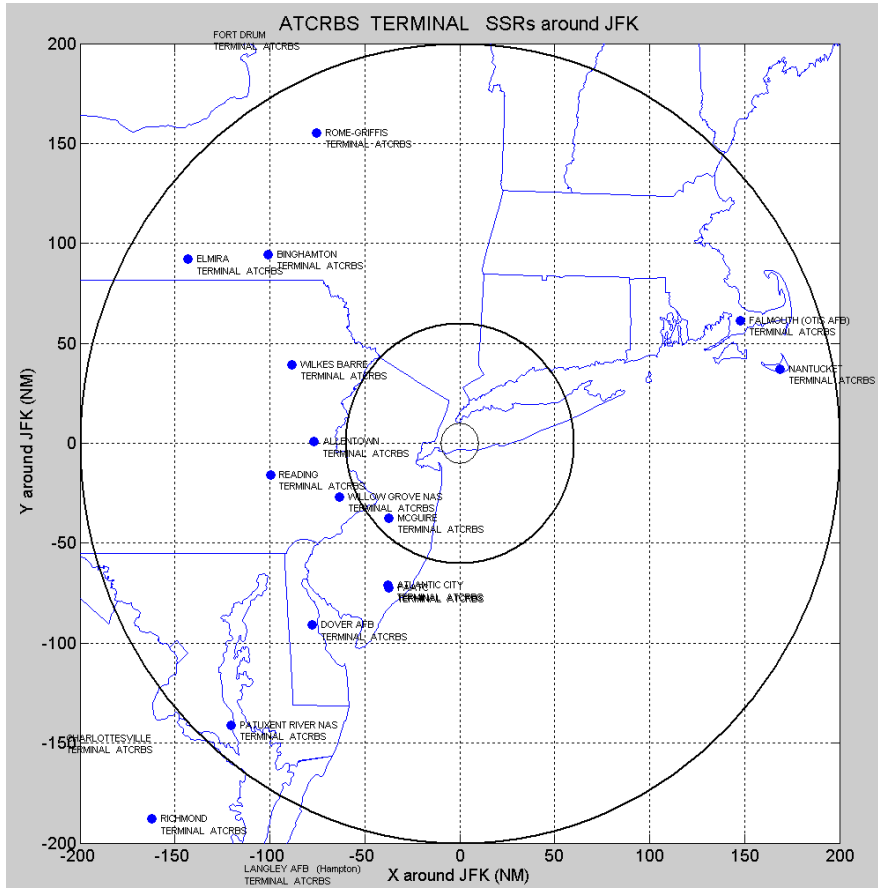 ATCRBS TERMINAL SSRs around JFK
FORT DRUM
TERMINAL ATCRBS
200
150
100
50
0
-50
-100
-150
-200
Y around JFK (NM)
ROME-GRIFFIS
TERMINAL ATCRBS
ELMIRA
TERMINAL ATCRBS
BINGHAMTON
TERMINAL ATCRBS
FALMOUTH (OTIS AFB)
TERMINAL ATCRBS
WILKES BARRE
TERMINAL ATCRBS
NANTUCKET
TERMINAL ATCRBS
ALLENTOWN
TERMINAL ATCRBS
READING
TERMINAL ATCRBS
WILLOW GROVE NAS
TERMINAL ATCRBS
MCGUIRE
TERMINAL ATCRBS
ATLANTIC CITY
TERMINAL ATCRBS
TERMINAL ATCRBS
DOVER AFB
TERMINAL ATCRBS
PATUXENT RIVER NAS
TERMINAL ATCRBS
CHARLOTTESVILLE
TERMINAL ATCRBS
RICHMOND
TERMINAL ATCRBS
-200 -150 -100 -50 0 50 100 150 200
LANGLEY AFB (Hampton)
TERMINAL ATCRBS
X around JFK (NM)